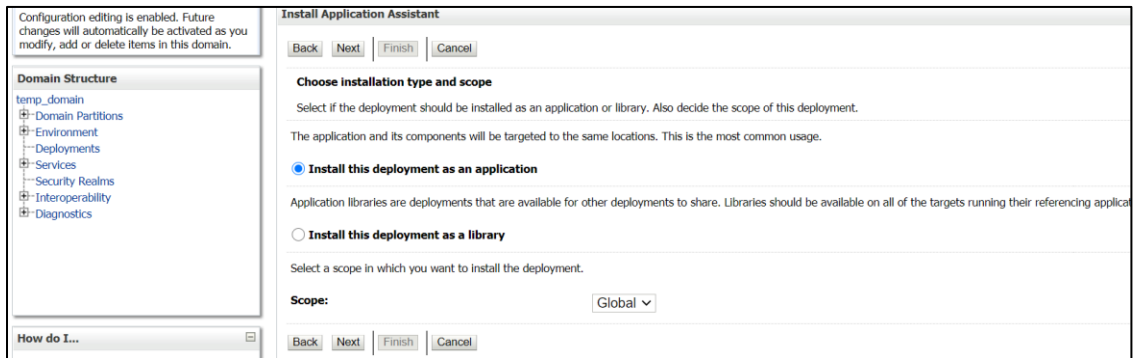 Configuration editing is enabled. Future
changes will automatically be activated as you
modify, add or delete items in this domain.
Domain Structure
temp_domain
Domain Partitions
Environment
Deployments
Services
Security Realms
Interoperability
Diagnostics
How do I...
Install Application Assistant
Back Next Finish Cancel
Choose installation type and scope
Select if the deployment should be installed as an application or library. Also decide the scope of this deployment.
The application and its components will be targeted to the same locations. This is the most common usage.
Install this deployment as an application
Application libraries are deployments that are available for other deployments to share. Libraries should be available on all of the targets running their referencing
Install this deployment as a library
Select a scope in which you want to install the deployment.
Scope: Global
Back Next Finish Cancel